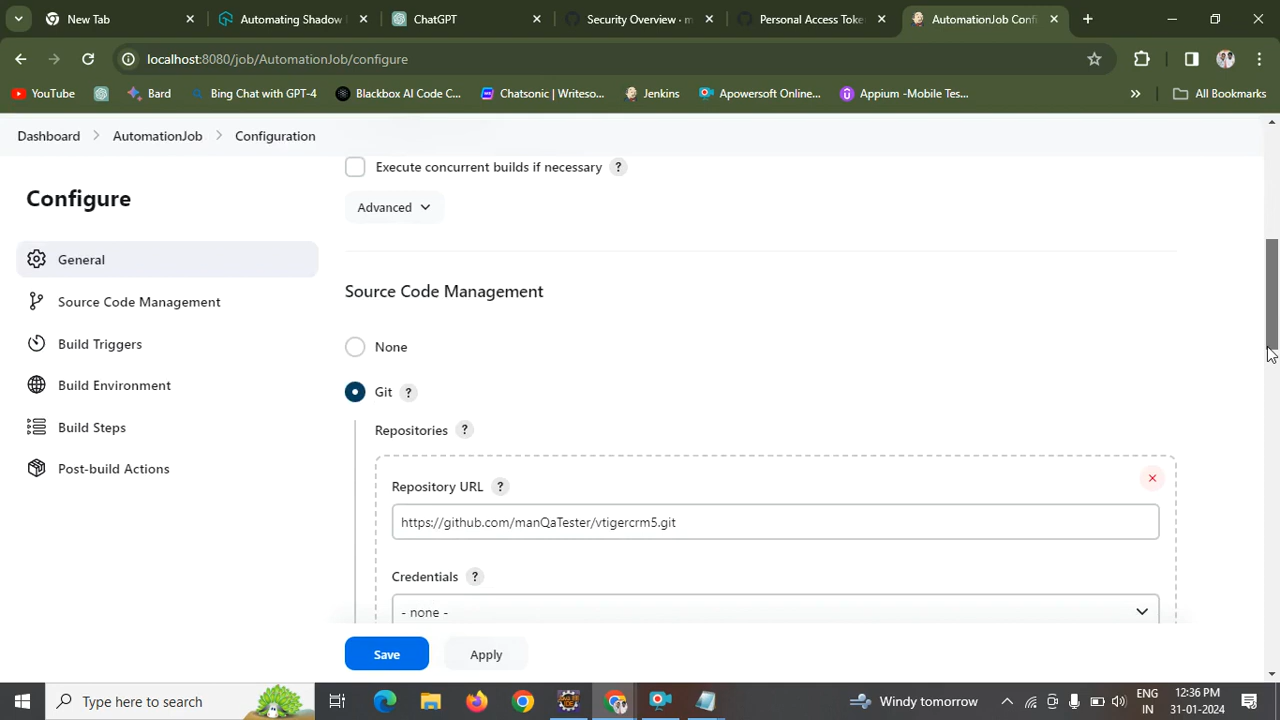 New Tab
Automating Shadow
ChatGPT
Security Overview - m
Personal Access Toke
AutomationJob Confi
localhost:8080/job/AutomationJob/configure
YouTube
Bard
Bing Chat with GPT-4
Blackbox AI Code C...
Chatsonic | Writeso...
Jenkins
Apowersoft Online...
Appium -Mobile Tes...
All Bookmarks
Dashboard
AutomationJob
Configuration
Configure
General
Source Code Management
Build Triggers
Build Environment
Build Steps
Post-build Actions
Execute concurrent builds if necessary ?
Advanced
Source Code Management
None
Git ?
Repositories ?
Repository URL ?
https://github.com/manQaTester/vtigercrm5.git
Credentials ?
- none -
Save
Apply
Type here to search
Windy tomorrow
ENG
IN
12:36 PM
31-01-2024